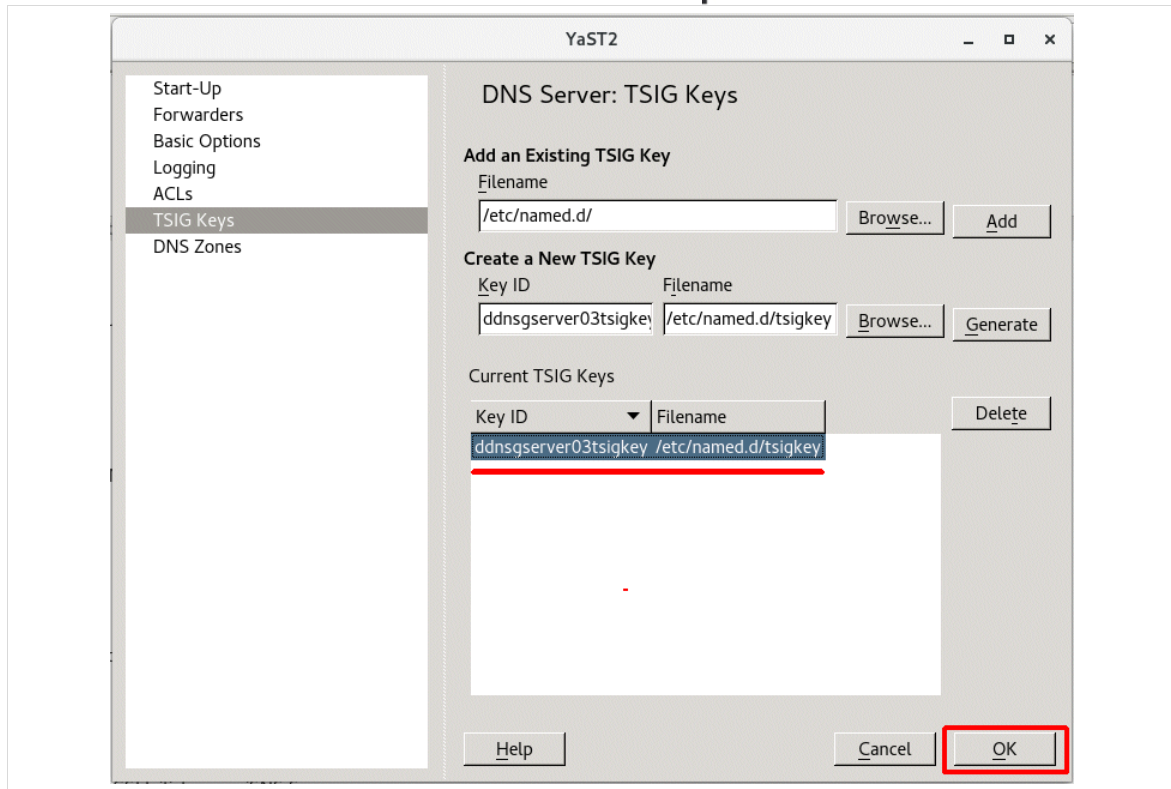 YaST2
Start-Up
Forwarders
Basic Options
Logging
ACLs
TSIG Keys
DNS Zones
DNS Server: TSIG Keys
Add an Existing TSIG Key
Filename
/etc/named.d/ Browse... Add
Create a New TSIG Key
Key ID Filename
ddnsgserver03tsigkey /etc/named.d/tsigkey Browse... Generate
Current TSIG Keys
Key ID Filename Delete
ddnsgserver03tsigkey /etc/named.d/tsigkey
Help Cancel OK